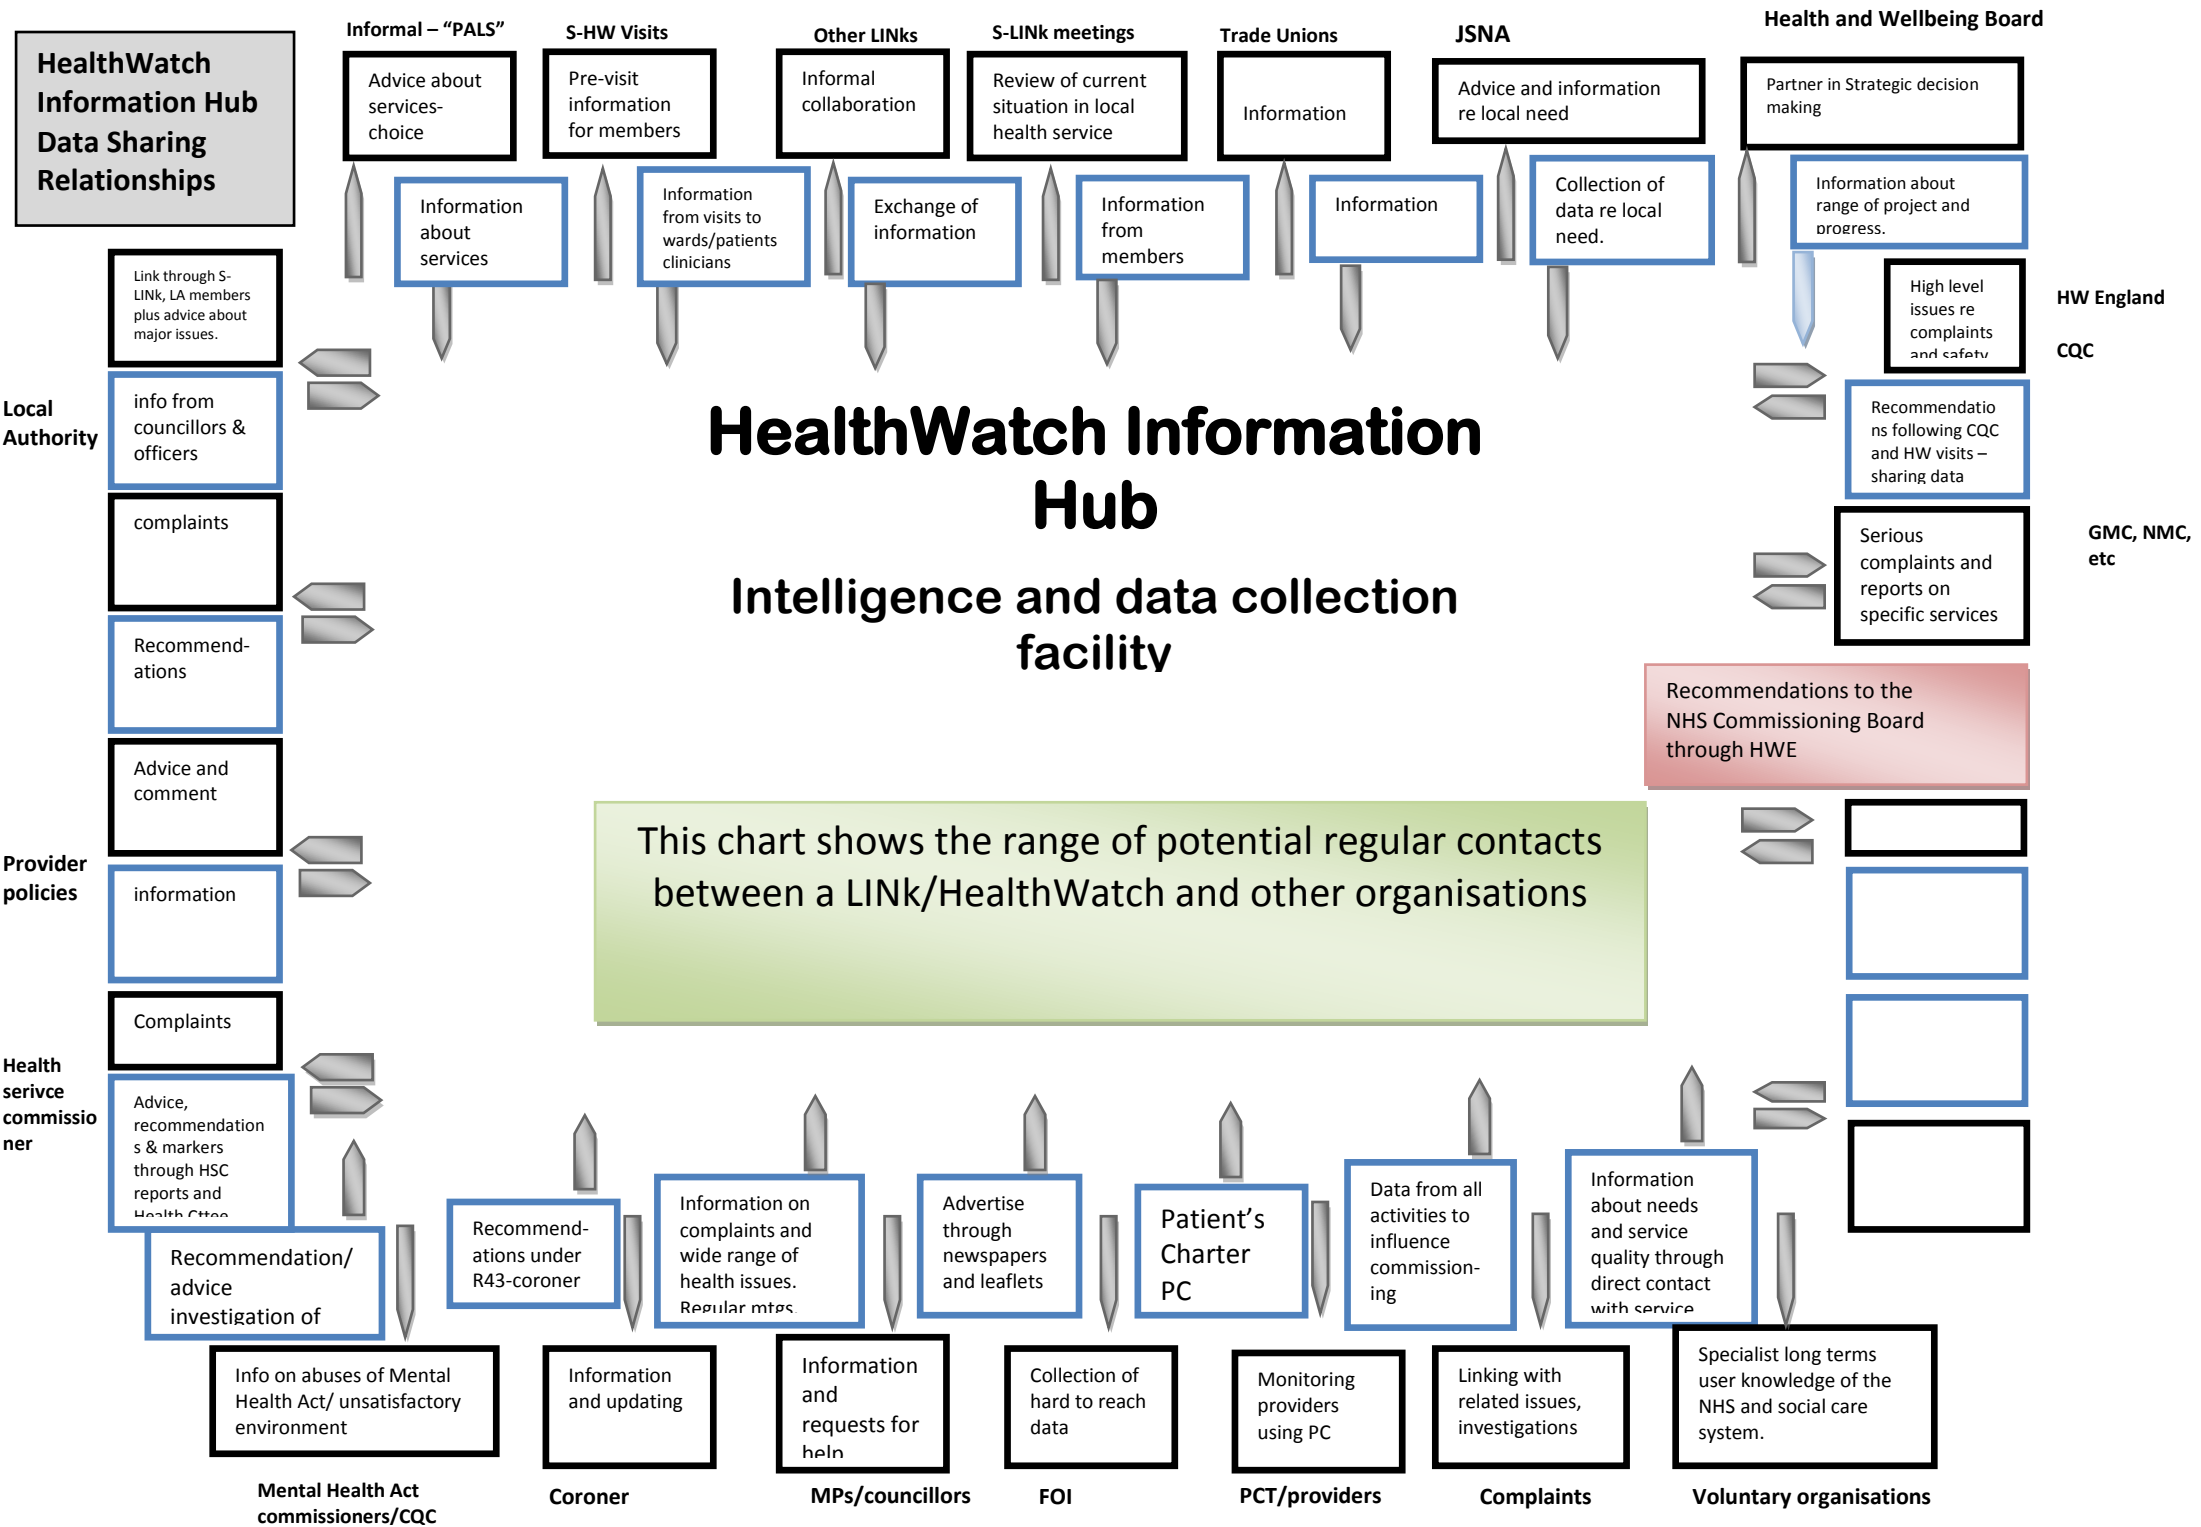 HealthWatch
Information Hub
Data Sharing
Relationships
Informal – “PALS”
Advice about
services-
choice
Information
about
services
S-HW Visits
Pre-visit
information
for members
Information
from visits to
wards/patients
clinicians
Other LINks
Informal
collaboration
Exchange of
information
S-LINk meetings
Review of current
situation in local
health service
Information
from
members
Trade Unions
Information
Information
JSNA
Advice and information
re local need
Collection of
data re local
need.
Health and Wellbeing Board
Partner in Strategic decision
making
Information about
range of project and
progress.
High level
issues re
complaints
and safety
HW England
CQC
Recommendatio
ns following CQC
and HW visits –
sharing data
GMC, NMC,
etc
Serious
complaints and
reports on
specific services
Recommendations to the
NHS Commissioning Board
through HWE
Link through S-
LINk, LA members
plus advice about
major issues.
Local
Authority
info from
councillors &
officers
complaints
Recommend-
ations
Advice and
comment
Provider
policies
information
Complaints
Health
serivce
commissio
ner
Advice,
recommendation
s & markers
through HSC
reports and
Health Cttee
HealthWatch Information
Hub
Intelligence and data collection
facility
This chart shows the range of potential regular contacts
between a LINk/HealthWatch and other organisations
Recommendation/
advice
investigation of
Info on abuses of Mental
Health Act/ unsatisfactory
environment
Mental Health Act
commissioners/CQC
Recommend-
ations under
R43-coroner
Information
and updating
Coroner
Information on
complaints and
wide range of
health issues.
Regular mtgs.
Information
and
requests for
help
MPs/councillors
Advertise
through
newspapers
and leaflets
Collection of
hard to reach
data
FOI
Patient’s
Charter
PC
Monitoring
providers
using PC
PCT/providers
Data from all
activities to
influence
commission-
ing
Linking with
related issues,
investigations
Complaints
Information
about needs
and service
quality through
direct contact
with service
Specialist long terms
user knowledge of the
NHS and social care
system.
Voluntary organisations